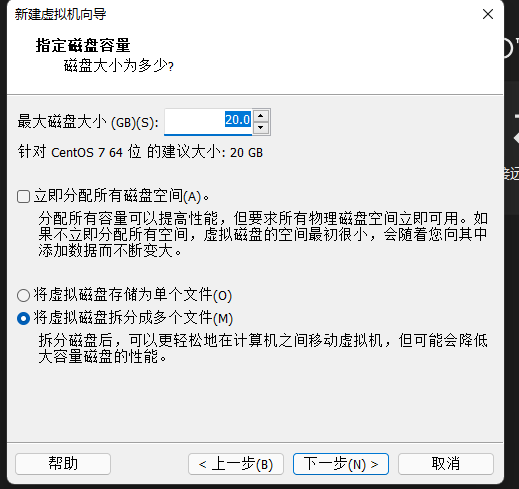 新建虚拟机向导
指定磁盘容量
磁盘大小为多少?
最大磁盘大小 (GB)(S): 20.0
针对 CentOS 7 64 位 的建议大小: 20 GB
立即分配所有磁盘空间(A)。
分配所有容量可以提高性能，但要求所有物理磁盘空间立即可用。如
果不立即分配所有空间，虚拟磁盘的空间最初很小，会随着您向其中
添加数据而不断变大。
将虚拟磁盘存储为单个文件(O)
将虚拟磁盘拆分成多个文件(M)
拆分磁盘后，可以更轻松地在计算机之间移动虚拟机，但可能会降低
大容量磁盘的性能。
帮助
< 上一步(B)
下一步(N) >
取消